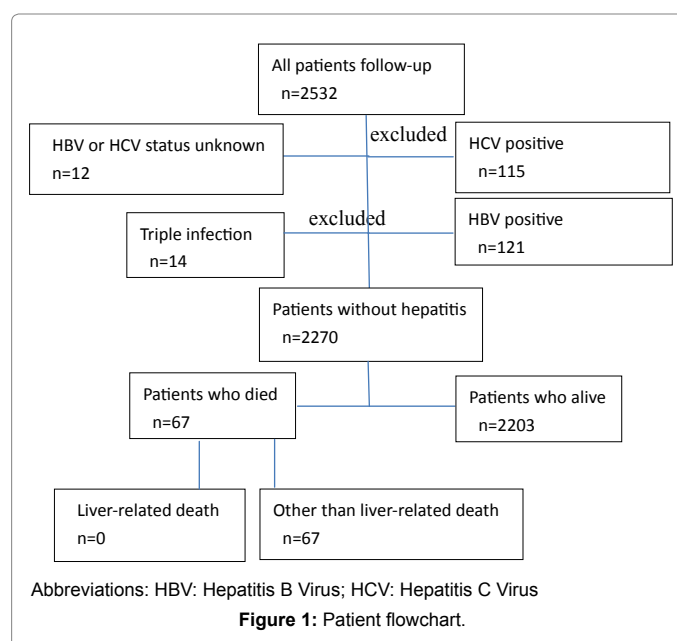 All patients follow-up
n=2532
excluded
HBV or HCV status unknown
n=12
HCV positive
n=115
excluded
Triple infection
n=14
HBV positive
n=121
Patients without hepatitis
n=2270
Patients who died
n=67
Patients who alive
n=2203
Liver-related death
n=0
Other than liver-related death
n=67
Abbreviations: HBV: Hepatitis B Virus; HCV: Hepatitis C Virus
Figure 1: Patient flowchart.